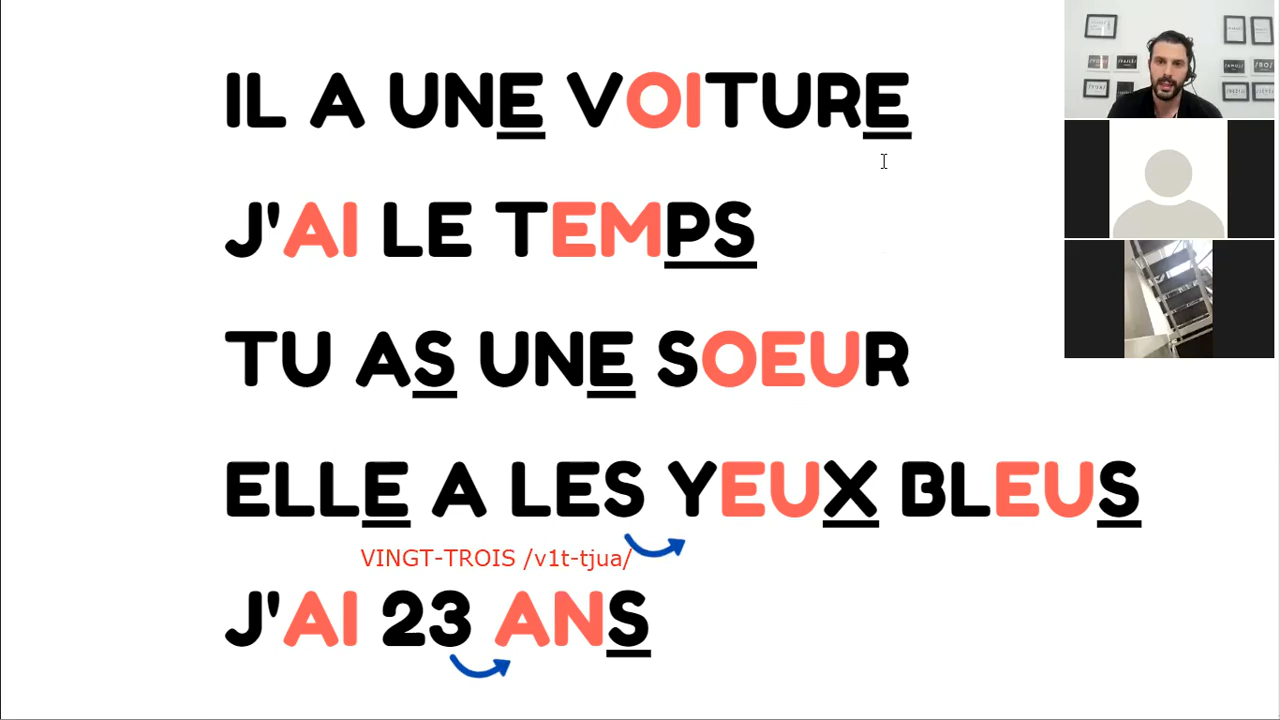 IL A UNE VOITURE
J'AI LE TEMPS
TU AS UNE SOEUR
ELLE A LES YEUX BLEUS
VINGT-TROIS /v1t-tjua/
J'AI 23 ANS